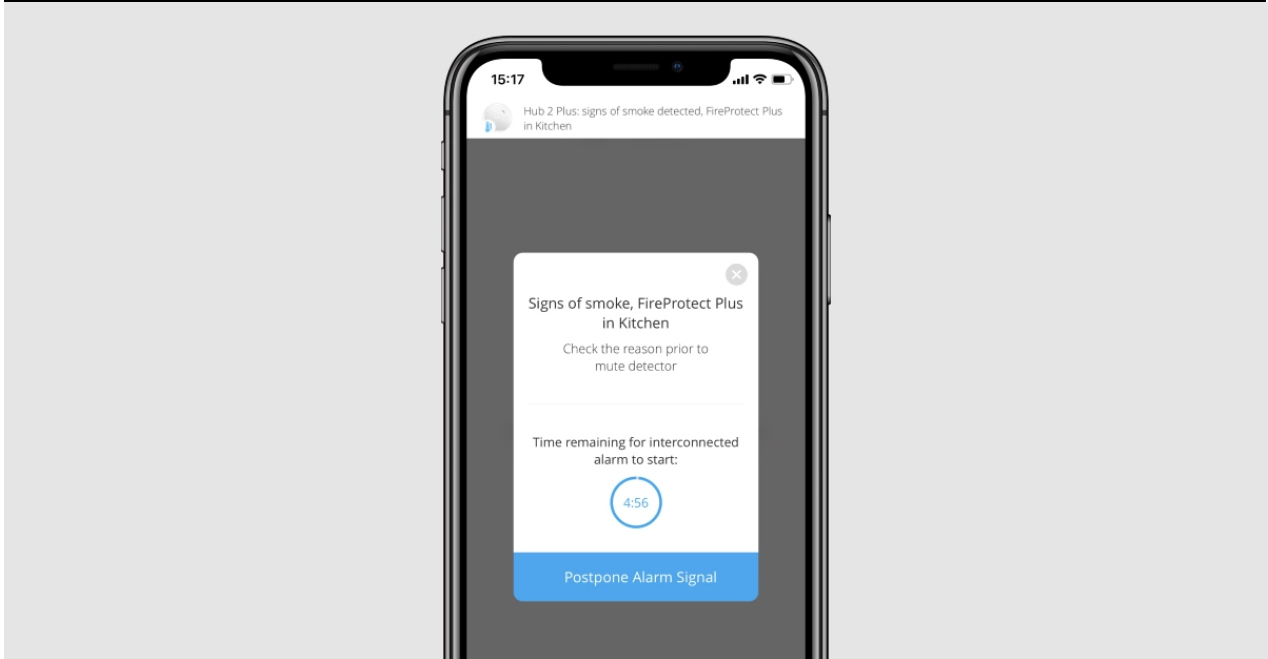 15:17
Hub 2 Plus: signs of smoke detected, FireProtect Plus
in Kitchen
Signs of smoke, FireProtect Plus
in Kitchen
Check the reason prior to
mute detector
Time remaining for interconnected
alarm to start:
4:56
Postpone Alarm Signal